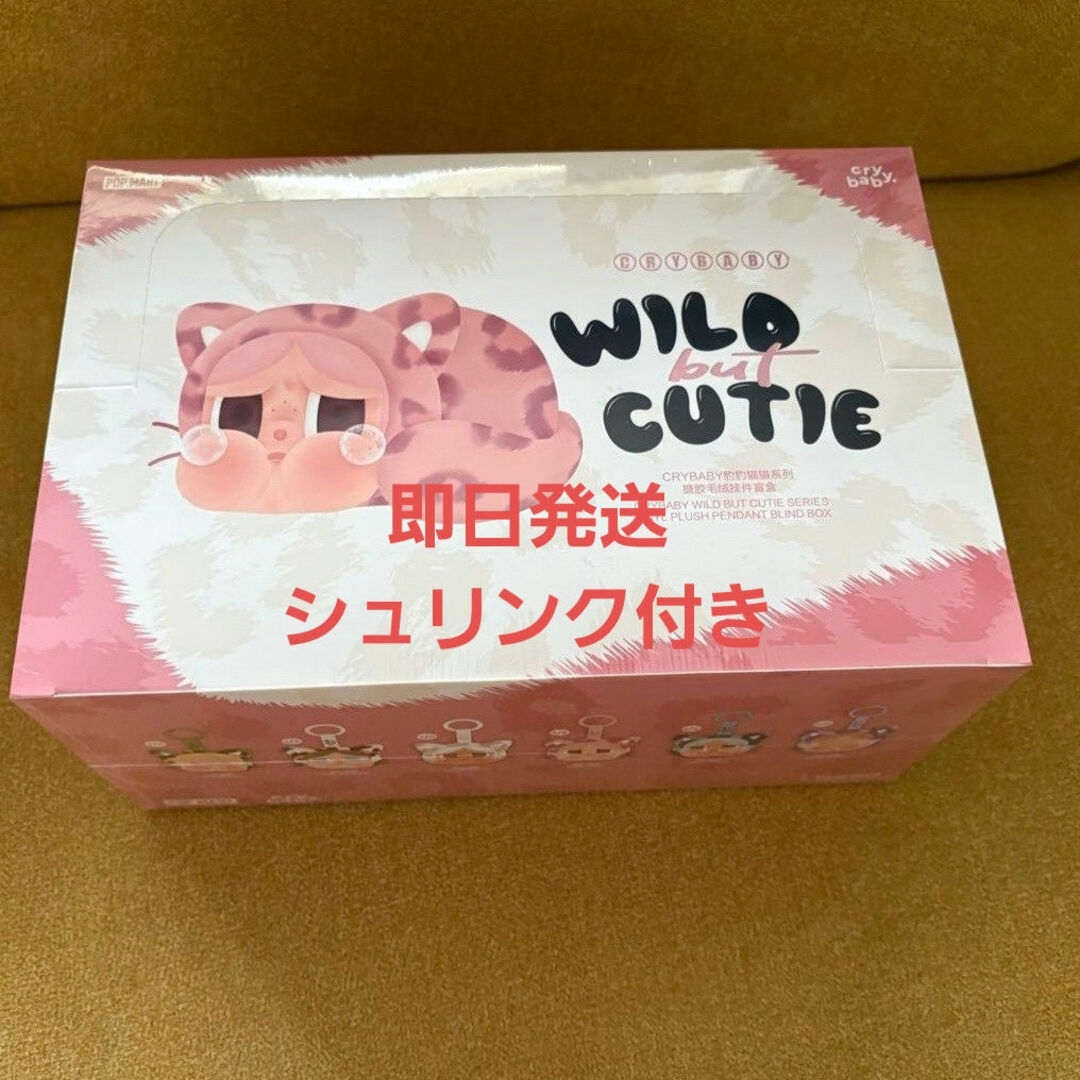 POP MART
cry
baby.
CRYBABY
WILD
but
CUTIE
CRYBABY豹豹猫猫系列
搪胶毛绒挂件盲盒
WILD BUT CUTIE SERIES
PLUSH PENDANT BLIND BOX
即日発送
シュリンク付き